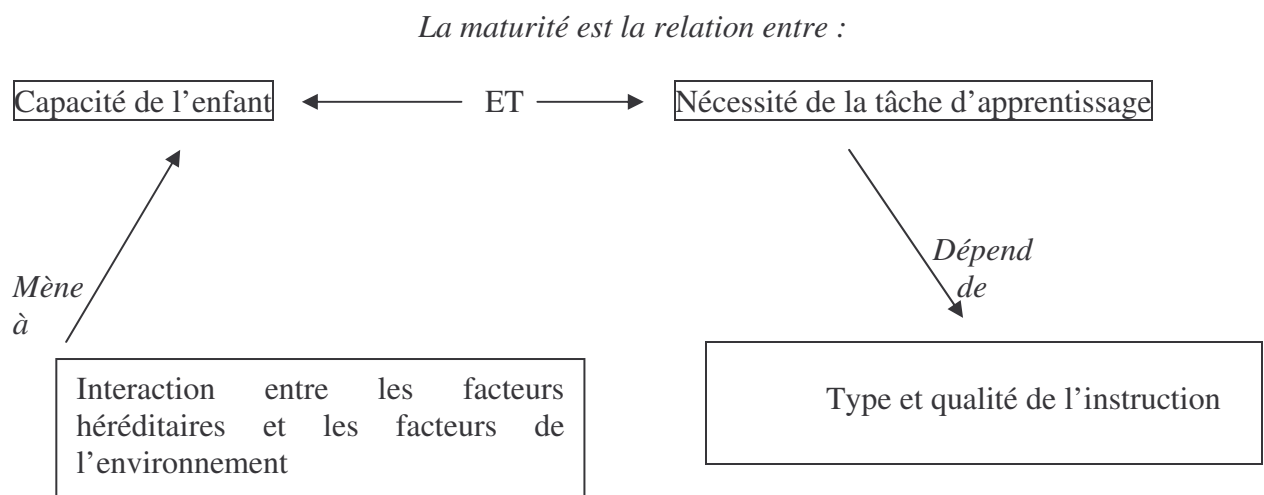 La maturité est la relation entre :
Capacité de l’enfant
ET
Nécessité de la tâche d’apprentissage
Mène
à
Dépend
de
Interaction entre les facteurs
héréditaires et les facteurs de
l’environnement
Type et qualité de l’instruction